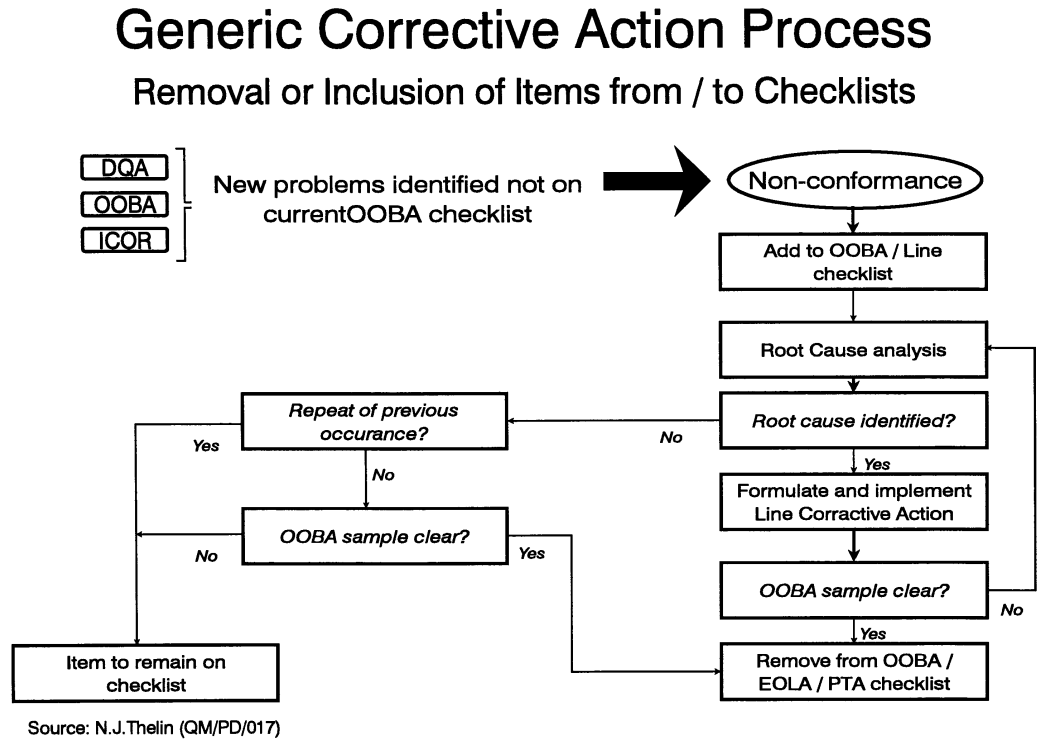 Generic Corrective Action Process
Removal or Inclusion of Items from / to Checklists
DQA
OOBA
ICOR
New problems identified not on
currentOOBA checklist
Non-conformance
Add to OOBA / Line
checklist
Root Cause analysis
Repeat of previous
occurance?
Root cause identified?
Yes
No
No
Yes
Formulate and implement
Line Corractive Action
OOBA sample clear?
No
Yes
OOBA sample clear?
No
Yes
Item to remain on
checklist
Remove from OOBA /
EOLA / PTA checklist
Source: N.J.Thelin (QM/PD/017)